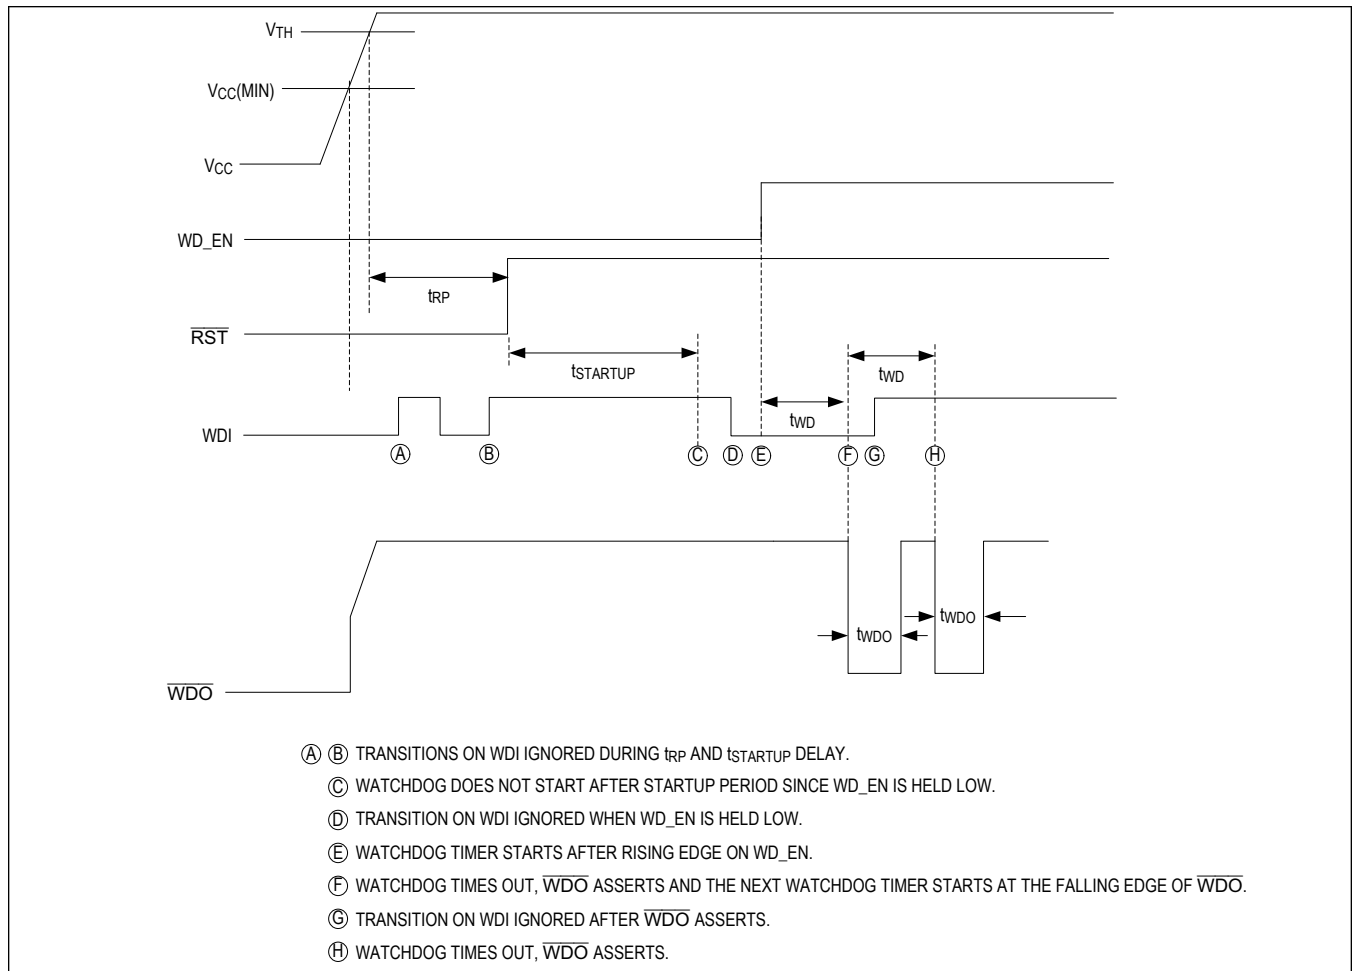 VTH
VCC(MIN)
VCC
WD_EN
tRP
RST
tSTARTUP
tWD
tWD
WDI
A B C D E F G H
tWDO
tWDO
WDO
A B TRANSITIONS ON WDI IGNORED DURING tRP AND tSTARTUP DELAY.
C WATCHDOG DOES NOT START AFTER STARTUP PERIOD SINCE WD_EN IS HELD LOW.
D TRANSITION ON WDI IGNORED WHEN WD_EN IS HELD LOW.
E WATCHDOG TIMER STARTS AFTER RISING EDGE ON WD_EN.
F WATCHDOG TIMES OUT, WDO ASSERTS AND THE NEXT WATCHDOG TIMER STARTS AT THE FALLING EDGE OF WDO.
G TRANSITION ON WDI IGNORED AFTER WDO ASSERTS.
H WATCHDOG TIMES OUT, WDO ASSERTS.